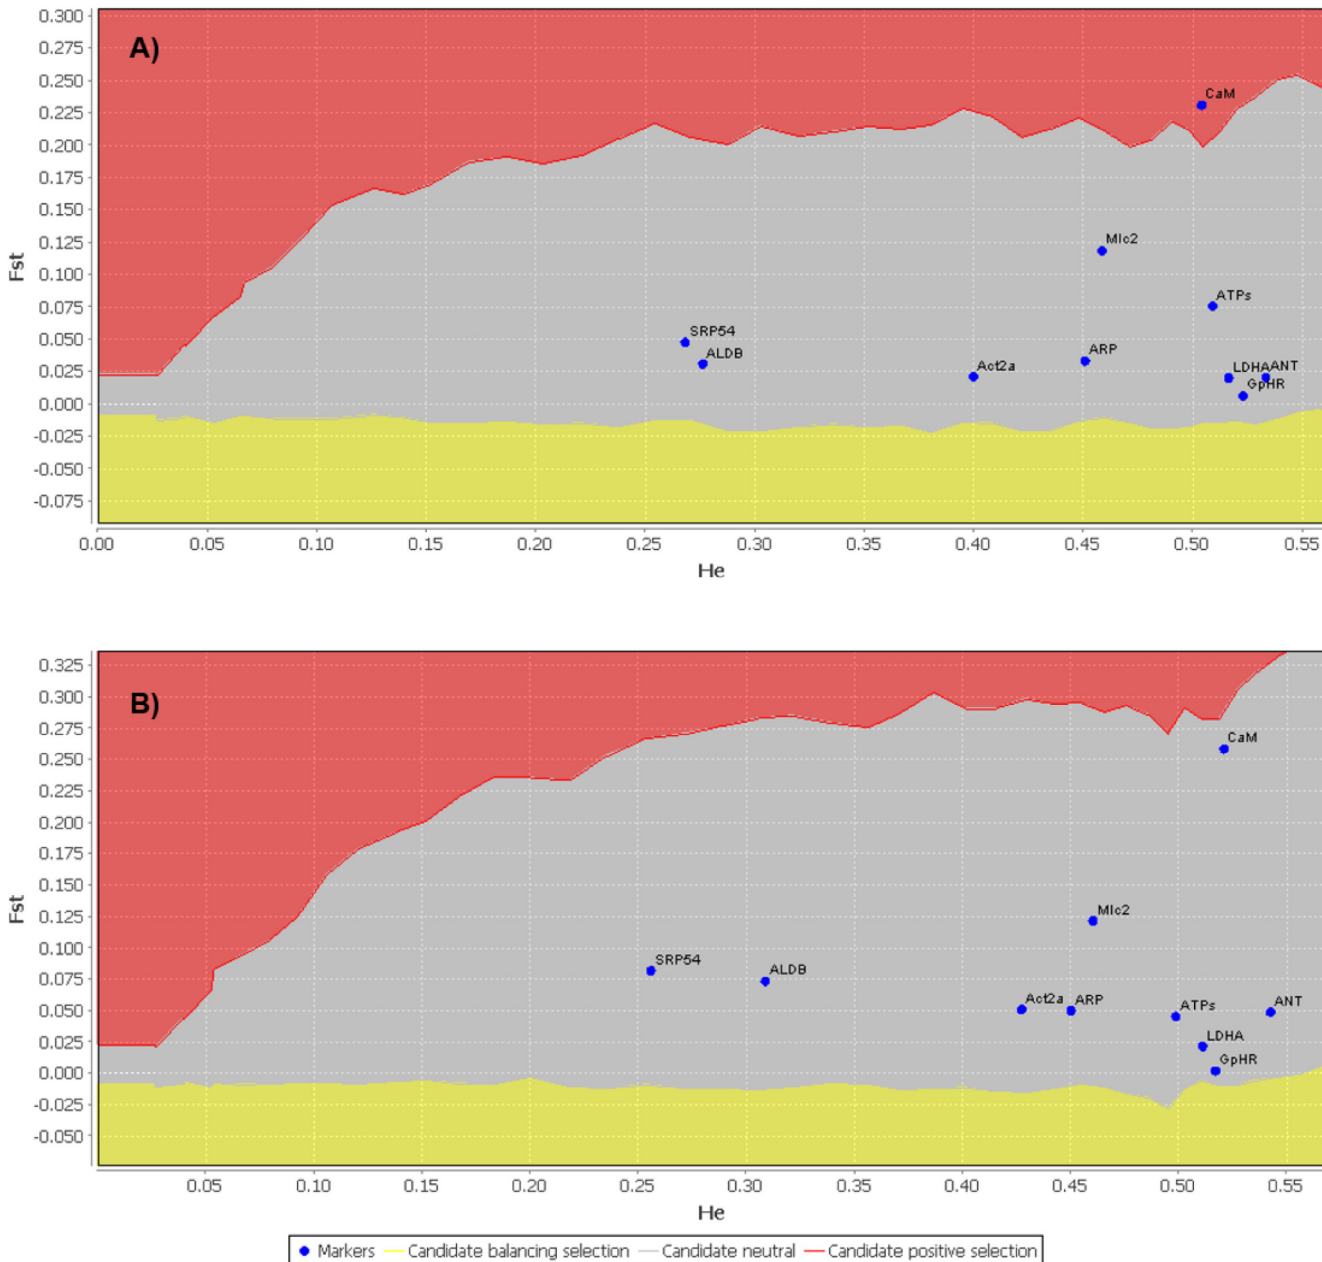 A)
0.300
0.275
0.250
0.225
0.200
0.175
0.150
0.125
0.100
0.075
0.050
0.025
0.000
-0.025
-0.050
-0.075
Fst
CaM
Mlc2
ATPs
SRP54
ALDB
ARP
Act2a
LDHA ANT
GpHR
0.00 0.05 0.10 0.15 0.20 0.25 0.30 0.35 0.40 0.45 0.50 0.55
He
B)
0.325
0.300
0.275
0.250
0.225
0.200
0.175
0.150
0.125
0.100
0.075
0.050
0.025
0.000
-0.025
-0.050
Fst
CaM
Mlc2
SRP54
ALDB
Act2a ARP ATPs ANT
LDHA
GpHR
0.05 0.10 0.15 0.20 0.25 0.30 0.35 0.40 0.45 0.50 0.55
He
Markers Candidate balancing selection Candidate neutral Candidate positive selection